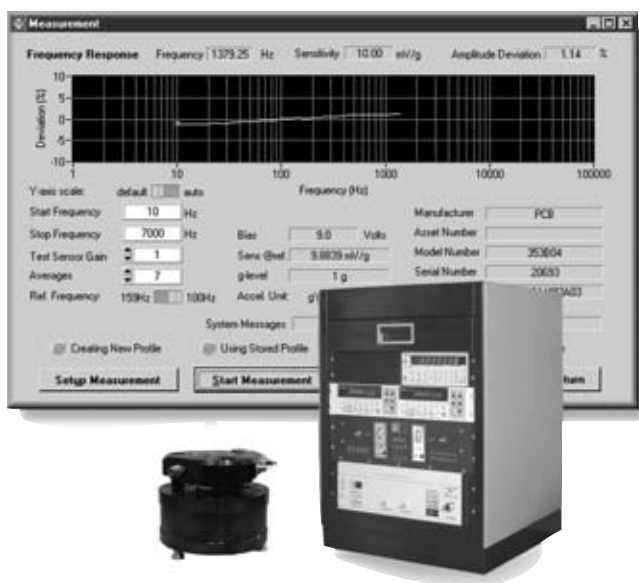 Measurement
Frequency Response Frequency 1379.25 Hz Sensitivity 10.00 mV/g Amplitude Deviation 1.14 %
Deviation (%)
10
5
0
-5
-10
1 10 100 1000 10000 100000
Y-axis scale: default auto Frequency (Hz)
Start Frequency 10 Hz Manufacturer PCB
Stop Frequency 7000 Hz Bias 9.0 Volts Asset Number
Test Sensor Gain 1 Sens @ref 9.8839 mV/g Model Number 353B04
Averages 7 g-level 1 g Serial Number 20693
Ref. Frequency: 159Hz 100Hz Accel. Unit:
System Messages
Creating New Profile Using Stored Profile
Setup Measurement Start Measurement